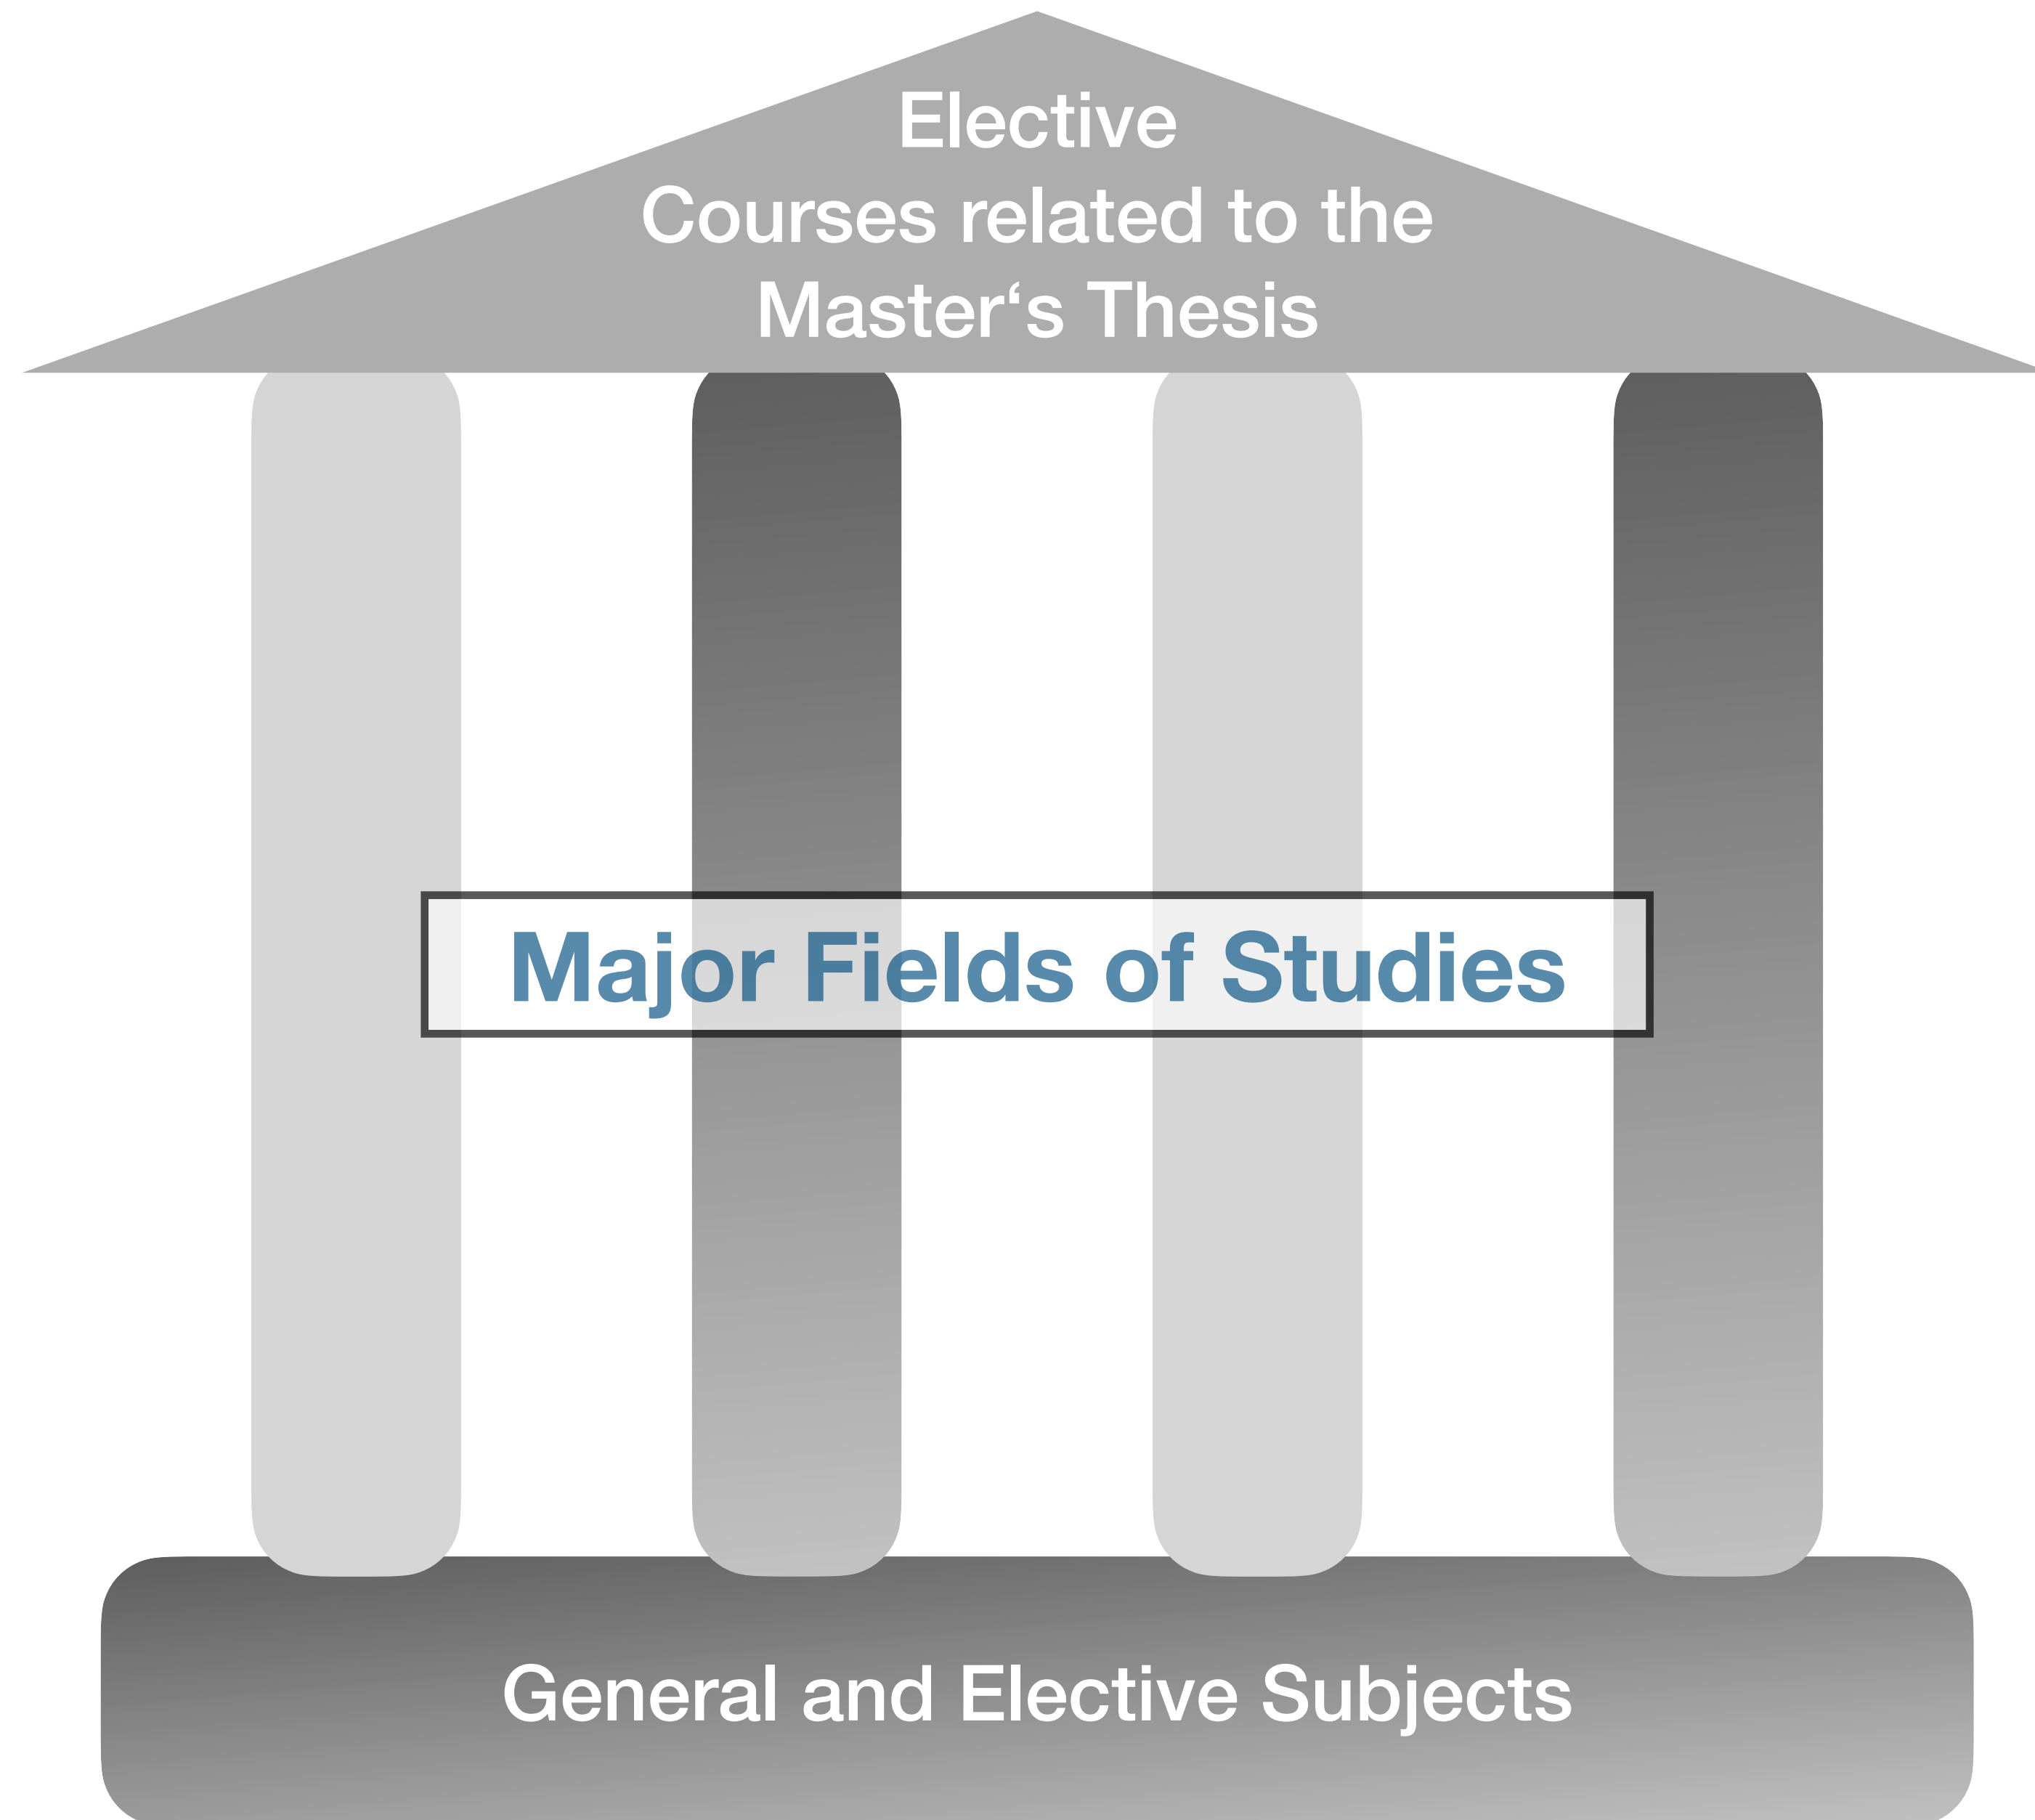 Elective
Courses related to the
Master‘s Thesis
Major Fields of Studies
General and Elective Subjects